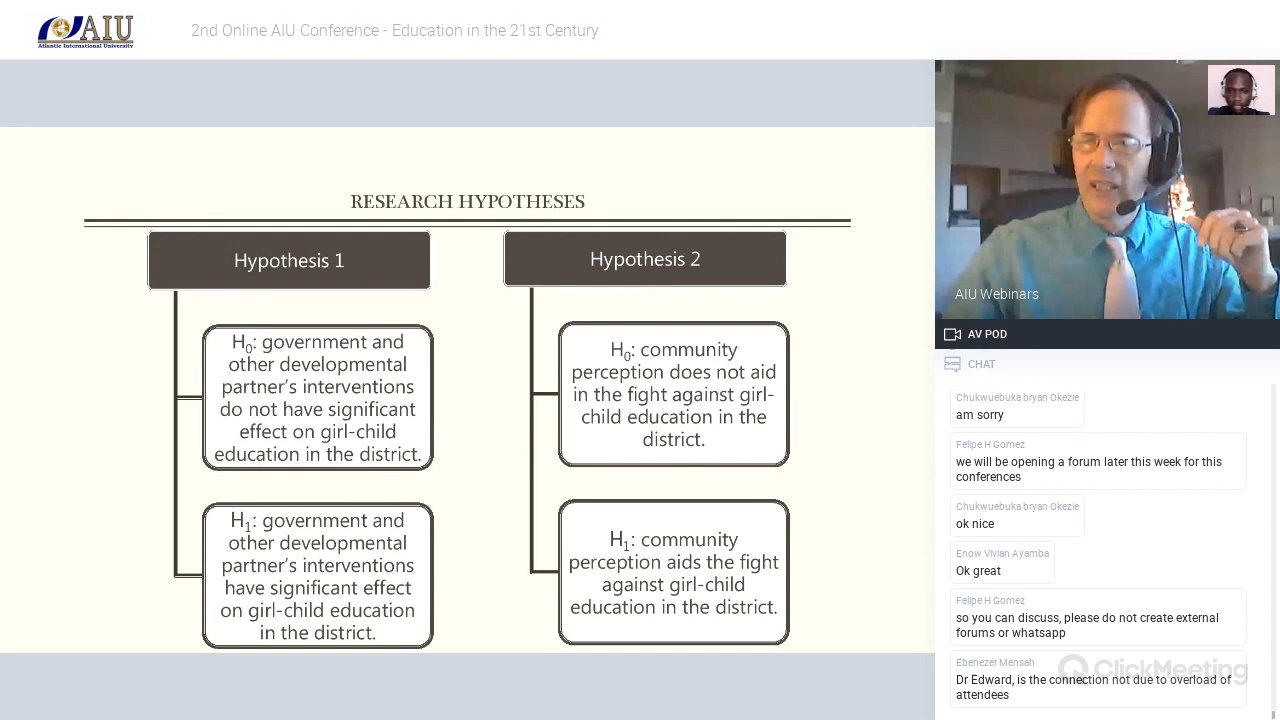 AIU
Atlantic International University
2nd Online AIU Conference - Education in the 21st Century
RESEARCH HYPOTHESES
Hypothesis 1
H₀: government and
other developmental
partner's interventions
do not have significant
effect on girl-child
education in the district.
H₁: government and
other developmental
partner's interventions
have significant effect
on girl-child education
in the district.
Hypothesis 2
H₀: community
perception does not aid
in the fight against girl-
child education in the
district.
H₁: community
perception aids the fight
against girl-child
education in the district.
AIU Webinars
AV POD
CHAT
Chukwuebuka bryan Okezie
am sorry
Felipe H Gomez
we will be opening a forum later this week for this
conferences
Chukwuebuka bryan Okezie
ok nice
Enow Vivian Ayamba
Ok great
Felipe H Gomez
so you can discuss, please do not create external
forums or whatsapp
Ebenezer Mensah
Dr Edward, is the connection not due to overload of
attendees
ClickMeeting